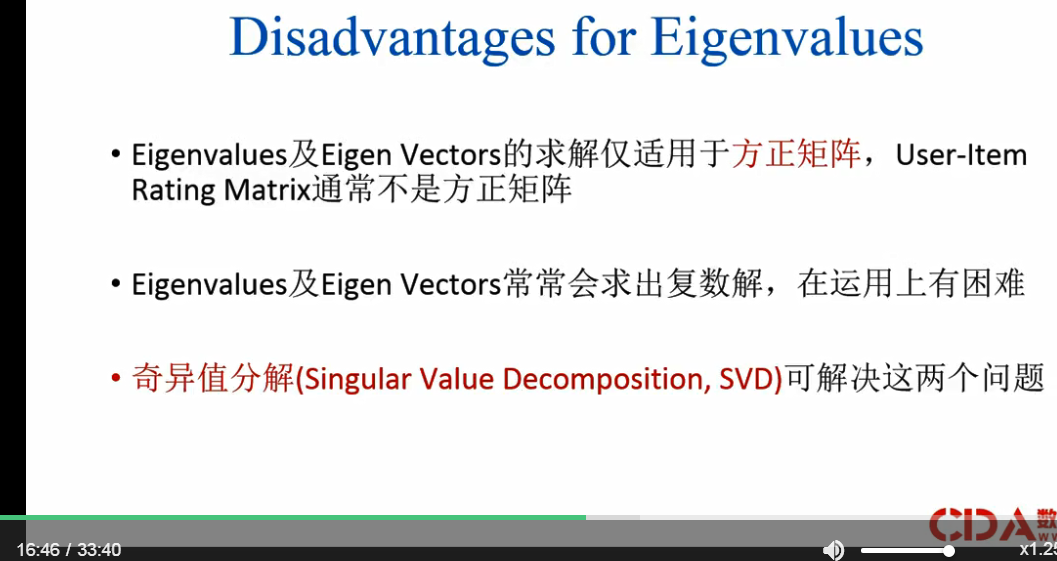 Disadvantages for Eigenvalues
• Eigenvalues及Eigen Vectors的求解仅适用于方正矩阵，User-Item
Rating Matrix通常不是方正矩阵
• Eigenvalues及Eigen Vectors常常会求出复数解，在运用上有困难
• 奇异值分解(Singular Value Decomposition, SVD)可解决这两个问题
CDA数
16:46 / 33:40
x1.25